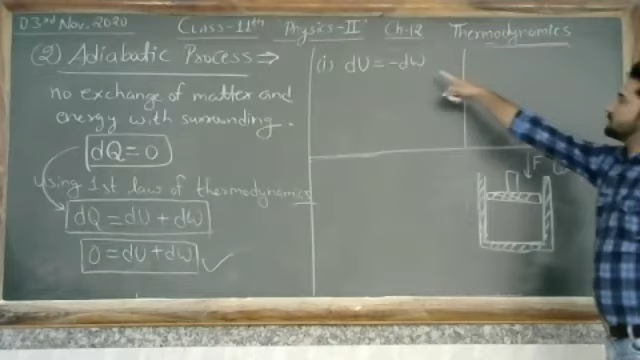 03rd Nov. 2020 Class-11th Physics-II Ch-12 Thermodynamics
(2) Adiabatic Process ⇒
no exchange of matter and
energy with surrounding.
dQ = 0
using 1st law of thermodynamics
dQ = dU + dW
0 = dU + dW ✓
(i) dU = -dW
F